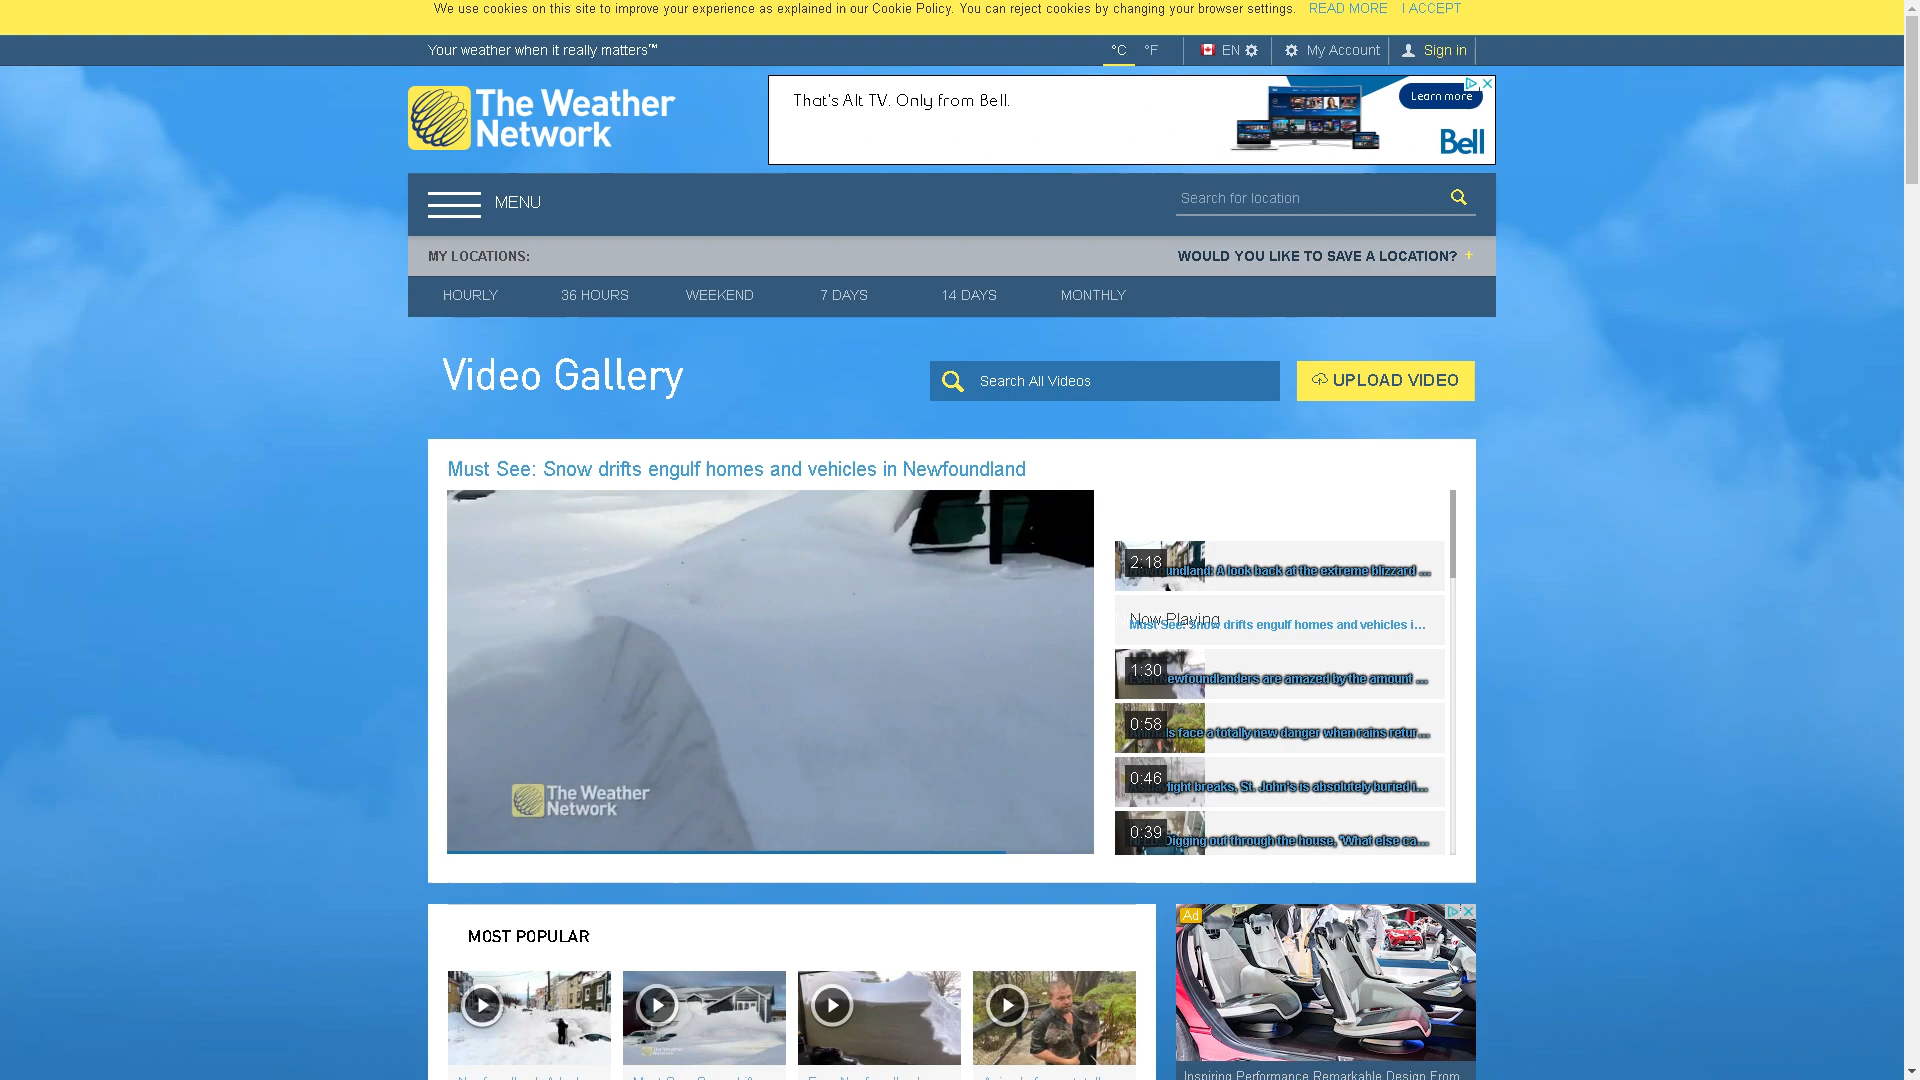 We use cookies on this site to improve your experience as explained in our Cookie Policy. You can reject cookies by changing your browser settings. READ MORE I ACCEPT
Your weather when it really matters™
°C °F EN My Account Sign in
The Weather Network
That's Alt TV. Only from Bell.
Learn more
Bell
MENU
Search for location
MY LOCATIONS:
WOULD YOU LIKE TO SAVE A LOCATION? +
HOURLY 36 HOURS WEEKEND 7 DAYS 14 DAYS MONTHLY
Video Gallery
Search All Videos
UPLOAD VIDEO
Must See: Snow drifts engulf homes and vehicles in Newfoundland
The Weather Network
2:18
Newfoundland: A look back at the extreme blizzard ...
Now Playing
Must See: Snow drifts engulf homes and vehicles i...
UP NEXT
1:30
Even Newfoundlanders are amazed by the amount ...
0:58
Animals face a totally new danger when rains retur...
0:46
As daylight breaks, St. John's is absolutely buried i...
0:39
Digging out through the house, 'What else ca...
MOST POPULAR
Ad
Inspiring Performance Remarkable Design From